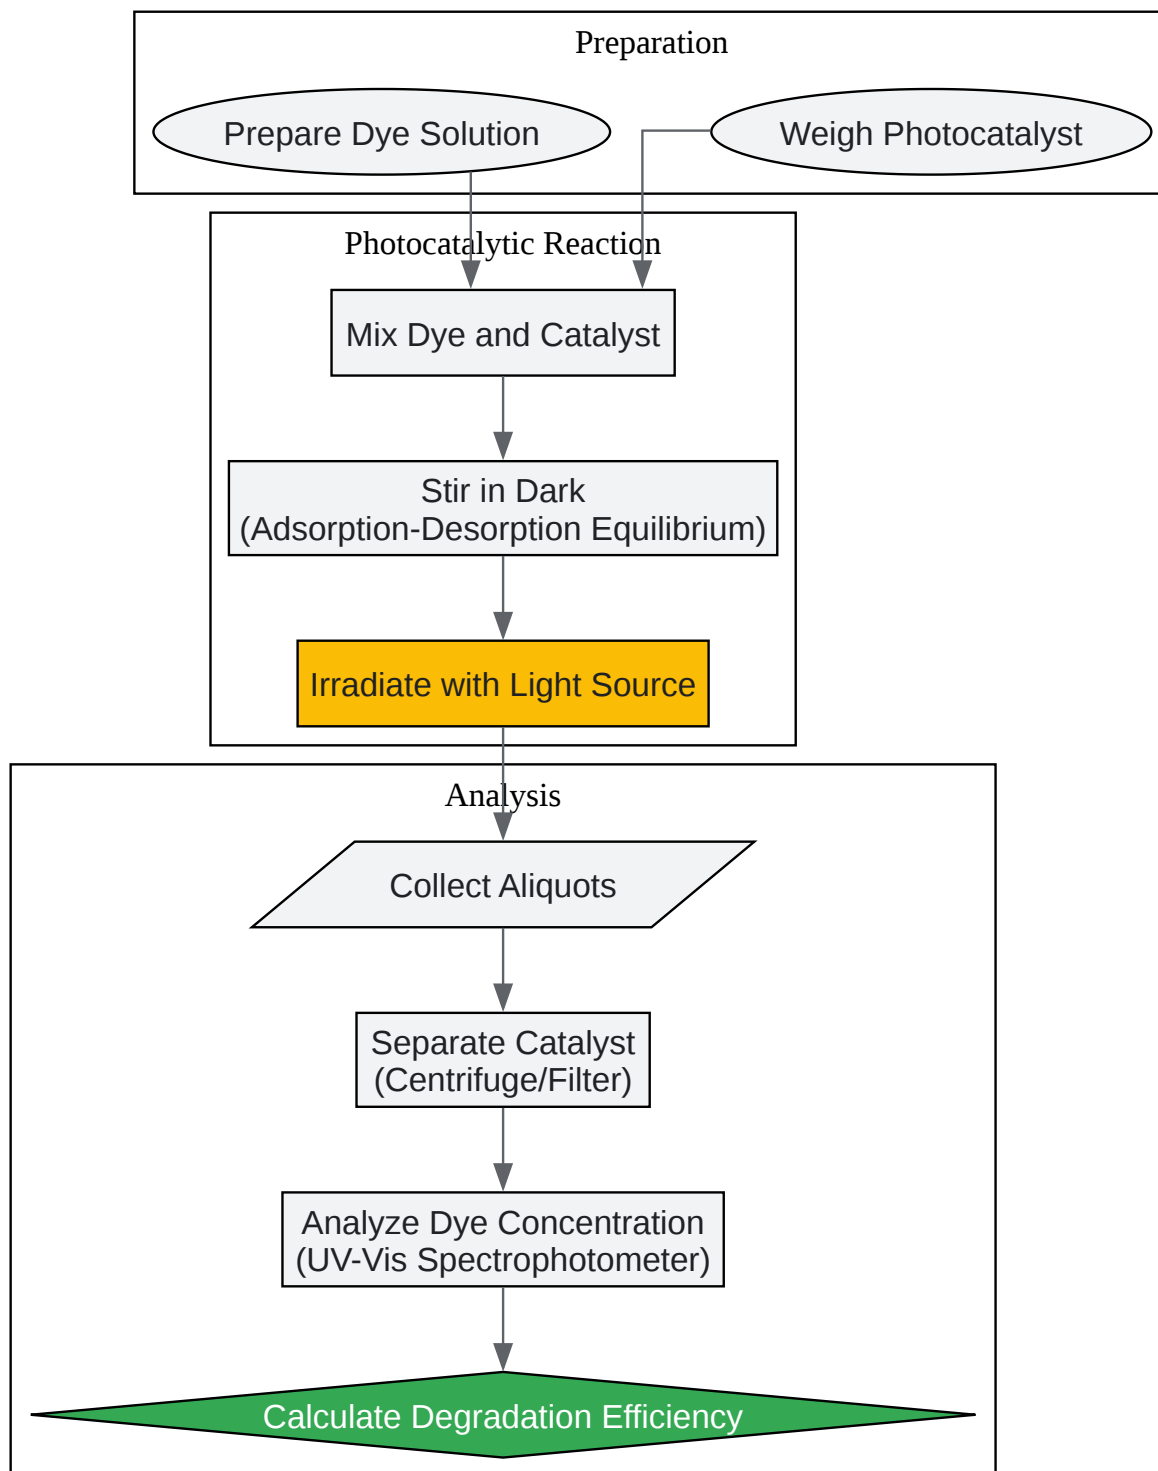 Preparation
Prepare Dye Solution
Weigh Photocatalyst
Photocatalytic Reaction
Mix Dye and Catalyst
Stir in Dark
(Adsorption-Desorption Equilibrium)
Irradiate with Light Source
Analysis
Collect Aliquots
Separate Catalyst
(Centrifuge/Filter)
Analyze Dye Concentration
(UV-Vis Spectrophotometer)
Calculate Degradation Efficiency